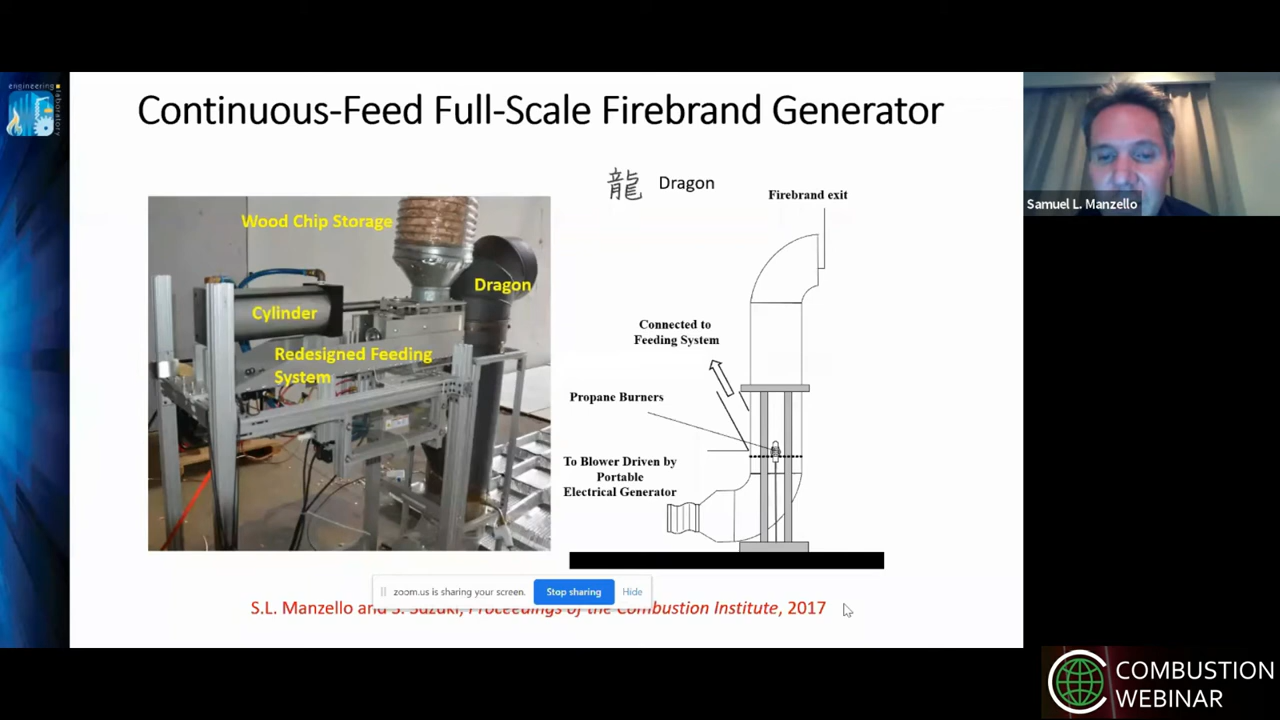 engineering
laboratory
Continuous-Feed Full-Scale Firebrand Generator
龍 Dragon
Firebrand exit
Wood Chip Storage
Dragon
Cylinder
Redesigned Feeding
System
Connected to
Feeding System
Propane Burners
To Blower Driven by
Portable
Electrical Generator
zoom.us is sharing your screen. Stop sharing Hide
S.L. Manzello and S. Suzuki, Proceedings of the Combustion Institute, 2017
Samuel L. Manzello
COMBUSTION
WEBINAR